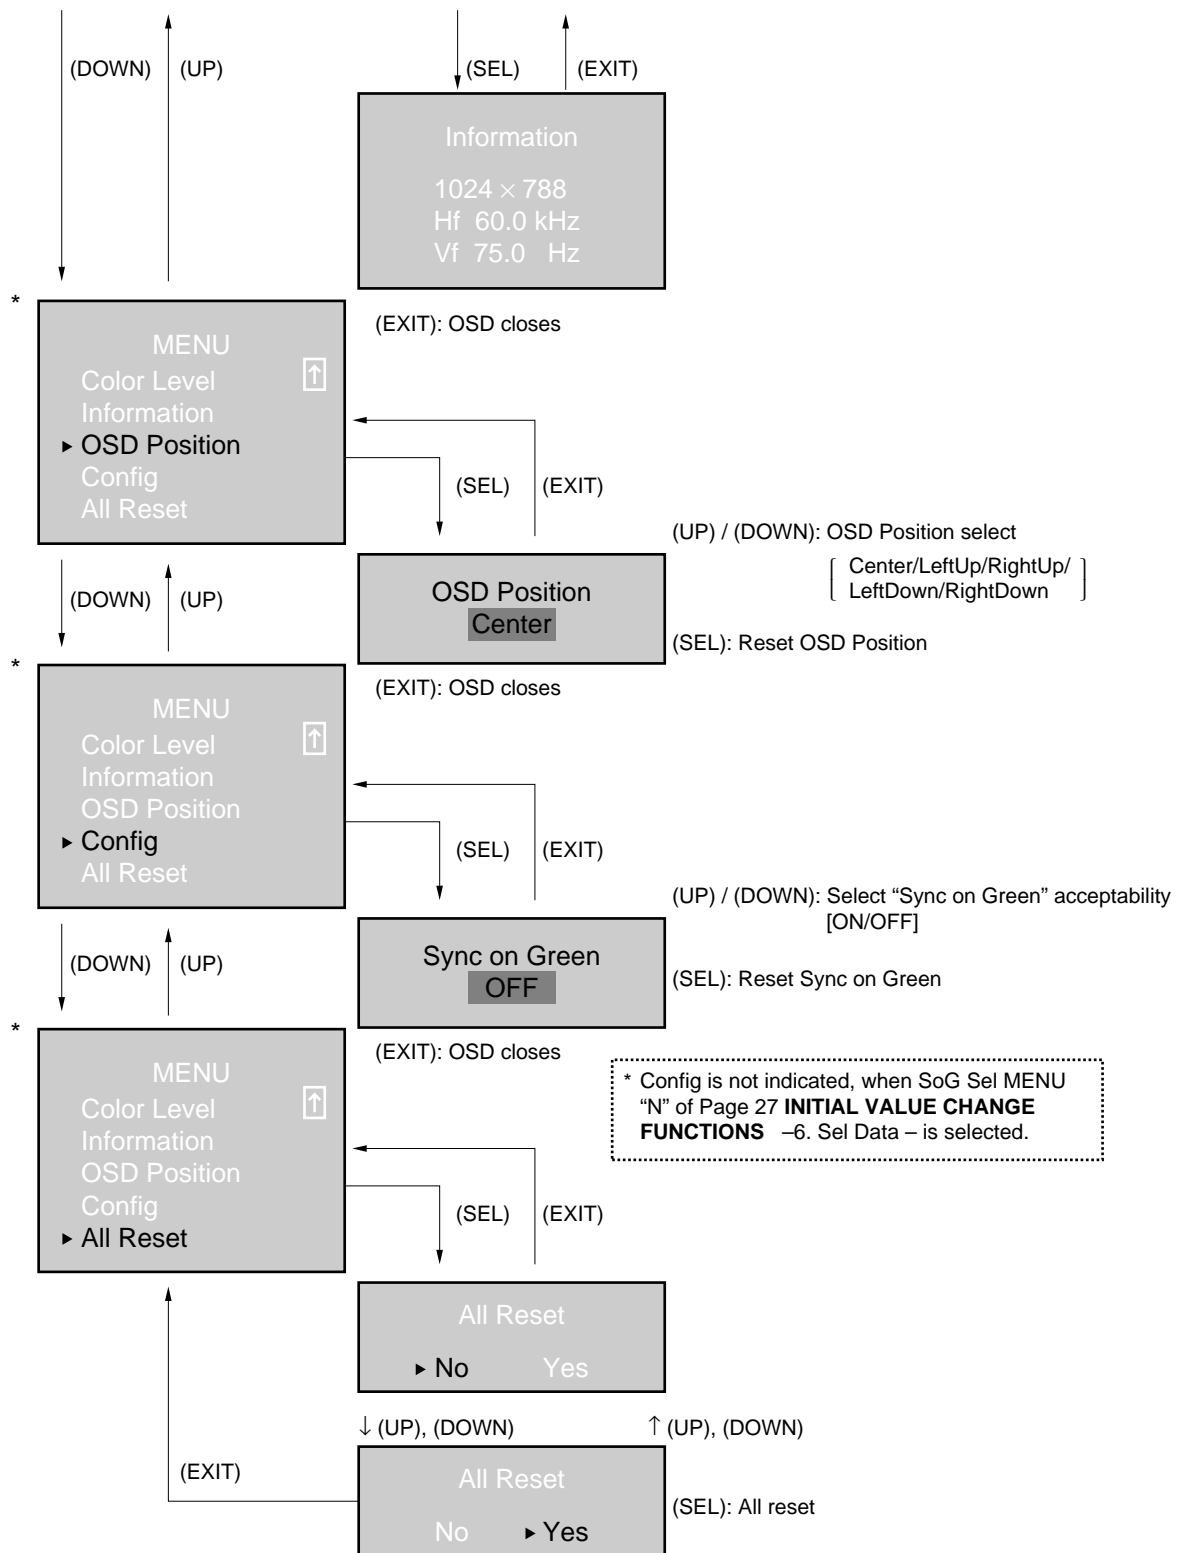 (DOWN) (UP) (SEL) (EXIT)
Information
1024 × 788
Hf 60.0 kHz
Vf 75.0 Hz
(EXIT): OSD closes
*
MENU
Color Level ↑
Information
▸ OSD Position
Config
All Reset
(SEL) (EXIT)
(UP) / (DOWN): OSD Position select
[ Center/LeftUp/RightUp/
LeftDown/RightDown ]
OSD Position
Center
(SEL): Reset OSD Position
(EXIT): OSD closes
(DOWN) (UP)
*
MENU
Color Level ↑
Information
OSD Position
▸ Config
All Reset
(SEL) (EXIT)
(UP) / (DOWN): Select “Sync on Green” acceptability
[ON/OFF]
Sync on Green
OFF
(SEL): Reset Sync on Green
(EXIT): OSD closes
(DOWN) (UP)
* Config is not indicated, when SoG Sel MENU
“N” of Page 27 INITIAL VALUE CHANGE
FUNCTIONS –6. Sel Data – is selected.
*
MENU
Color Level ↑
Information
OSD Position
Config
▸ All Reset
(SEL) (EXIT)
All Reset
▸ No Yes
↓ (UP), (DOWN) ↑ (UP), (DOWN)
(EXIT)
All Reset
No ▸ Yes
(SEL): All reset